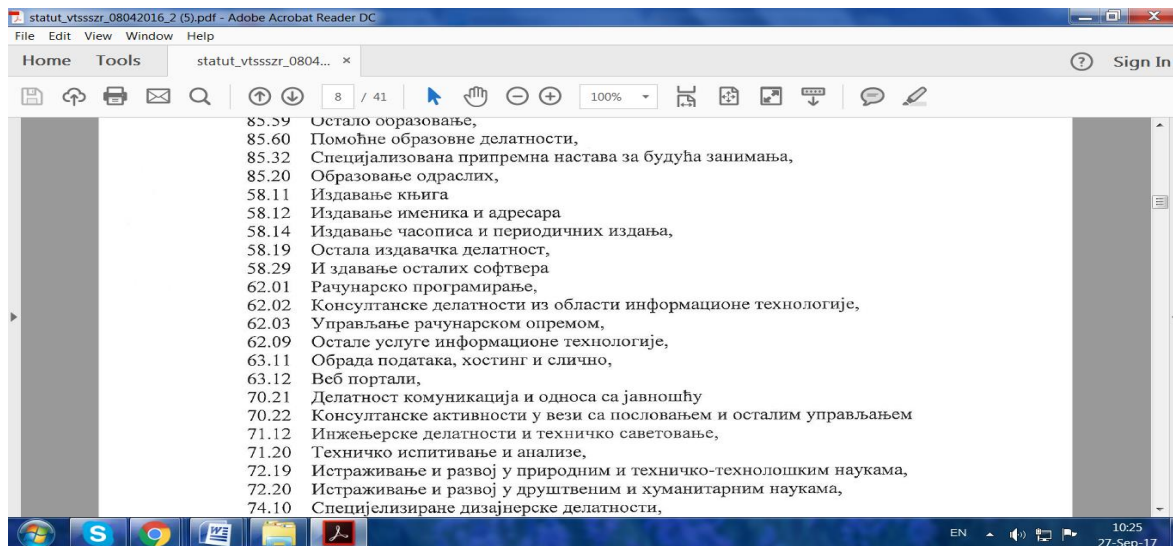 statut_vtssszr_08042016_2 (5).pdf - Adobe Acrobat Reader DC
File Edit View Window Help
Home Tools statut_vtssszr_0804... × ? Sign In
8 / 41 100%
85.59 Остало образовање,
85.60 Помоћне образовне делатности,
85.32 Специјализована припремна настава за будућа занимања,
85.20 Образовање одраслих,
58.11 Издавање књига
58.12 Издавање именика и адресара
58.14 Издавање часописа и периодичних издања,
58.19 Остала издавачка делатност,
58.29 И здавање осталих софтвера
62.01 Рачунарско програмирање,
62.02 Консултанске делатности из области информационе технологије,
62.03 Управљање рачунарском опремом,
62.09 Остале услуге информационе технологије,
63.11 Обрада података, хостинг и слично,
63.12 Веб портали,
70.21 Делатност комуникација и односа са јавношћу
70.22 Консултанске активности у вези са пословањем и осталим управљањем
71.12 Инжењерске делатности и техничко саветовање,
71.20 Техничко испитивање и анализе,
72.19 Истраживање и развој у природним и техничко-технолошким наукама,
72.20 Истраживање и развој у друштвеним и хуманитарним наукама,
74.10 Специјелизиране дизајнерске делатности,
EN 10:25
27-Sep-17